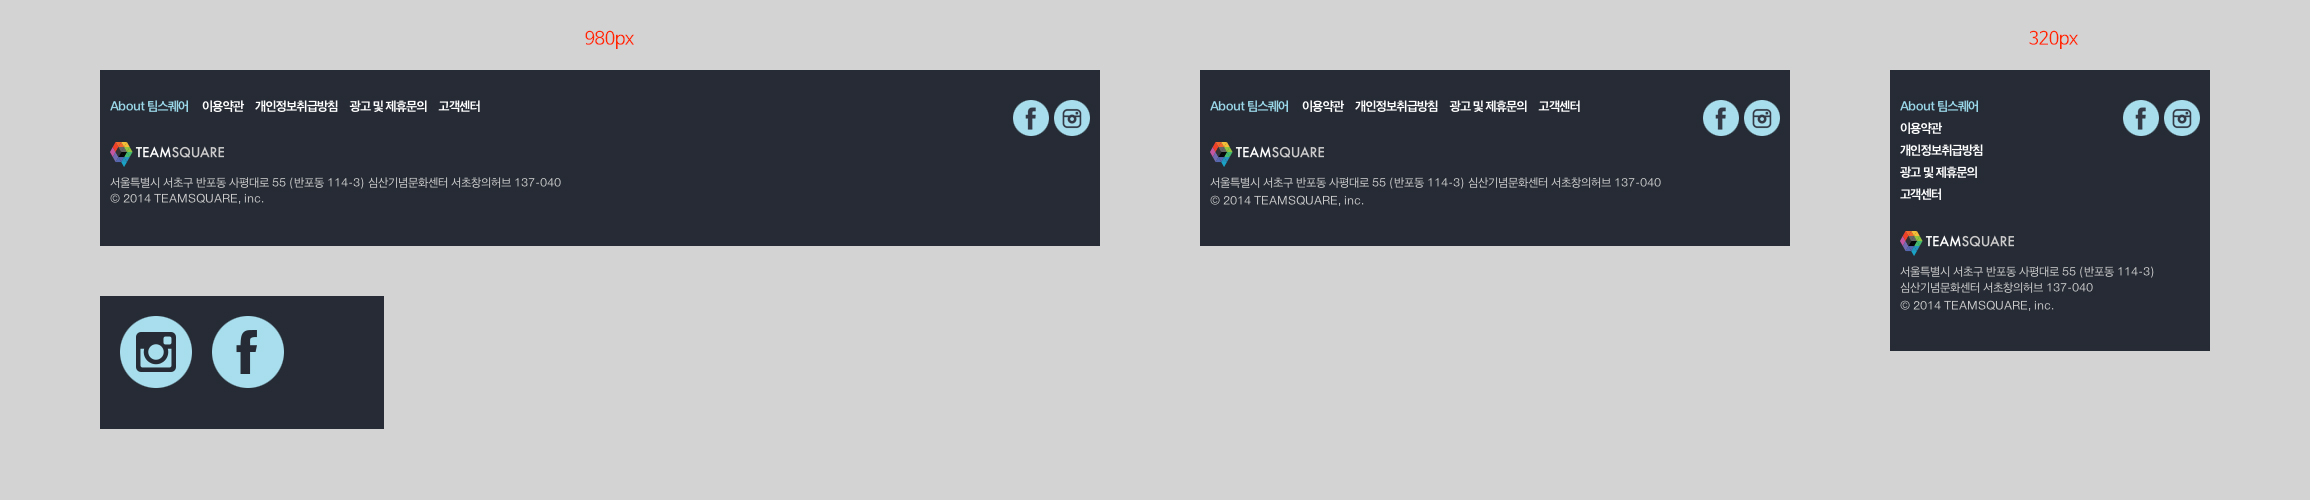 980px
About 팀스퀘어 이용약관 개인정보취급방침 광고 및 제휴문의 고객센터
TEAMSQUARE
서울특별시 서초구 반포동 사평대로 55 (반포동 114-3) 심산기념문화센터 서초창의허브 137-040
© 2014 TEAMSQUARE, inc.
About 팀스퀘어 이용약관 개인정보취급방침 광고 및 제휴문의 고객센터
TEAMSQUARE
서울특별시 서초구 반포동 사평대로 55 (반포동 114-3) 심산기념문화센터 서초창의허브 137-040
© 2014 TEAMSQUARE, inc.
320px
About 팀스퀘어
이용약관
개인정보취급방침
광고 및 제휴문의
고객센터
TEAMSQUARE
서울특별시 서초구 반포동 사평대로 55 (반포동 114-3)
심산기념문화센터 서초창의허브 137-040
© 2014 TEAMSQUARE, inc.